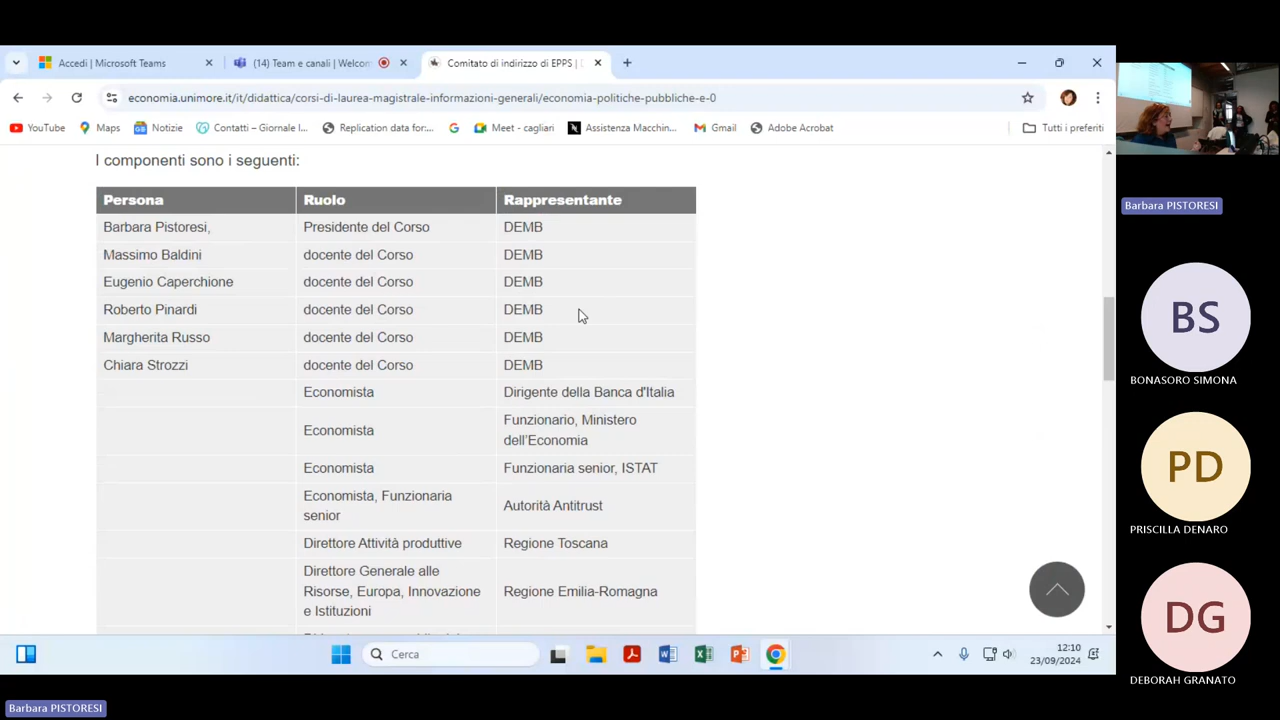 Accedi | Microsoft Teams
(14) Team e canali | Welcom
Comitato di indirizzo di EPPS |
economia.unimore.it/it/didattica/corsi-di-laurea-magistrale-informazioni-generali/economia-politiche-pubbliche-e-0
YouTube
Maps
Notizie
Contatti – Giornale l...
Replication data for:...
Meet - cagliari
Assistenza Macchin...
Gmail
Adobe Acrobat
Tutti i preferiti
I componenti sono i seguenti:
Persona Ruolo Rappresentante
Barbara Pistoresi, Presidente del Corso DEMB
Massimo Baldini docente del Corso DEMB
Eugenio Caperchione docente del Corso DEMB
Roberto Pinardi docente del Corso DEMB
Margherita Russo docente del Corso DEMB
Chiara Strozzi docente del Corso DEMB
Economista Dirigente della Banca d'Italia
Economista Funzionario, Ministero
dell'Economia
Economista Funzionaria senior, ISTAT
Economista, Funzionaria
senior
Autorità Antitrust
Direttore Attività produttive Regione Toscana
Direttore Generale alle
Risorse, Europa, Innovazione
e Istituzioni
Regione Emilia-Romagna
Cerca
12:10
23/09/2024
Barbara PISTORESI
BS
BONASORO SIMONA
PD
PRISCILLA DENARO
DG
DEBORAH GRANATO
Barbara PISTORESI